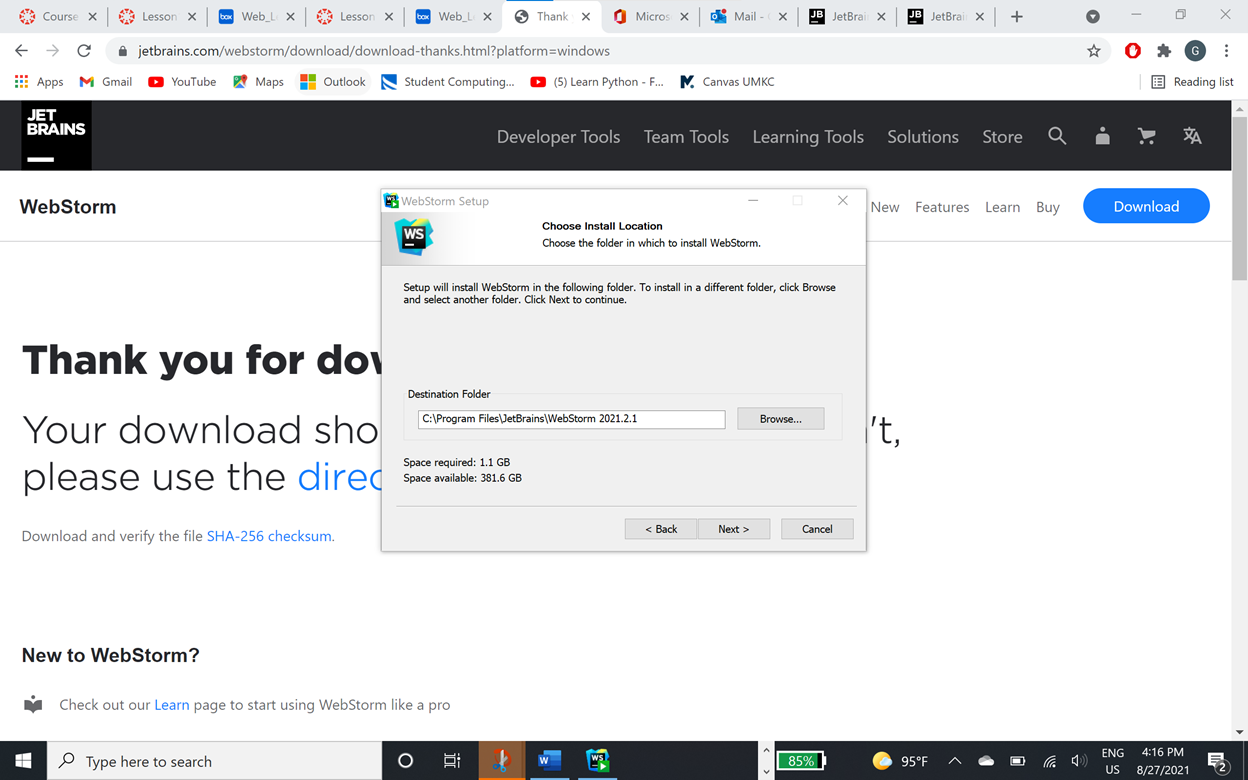 Course
Lesson
Web_L
Lesson
Web_L
Thank
Micros
Mail -
JetBrai
JetBrai
jetbrains.com/webstorm/download/download-thanks.html?platform=windows
G
Apps
Gmail
YouTube
Maps
Outlook
Student Computing...
(5) Learn Python - F...
Canvas UMKC
Reading list
JET
BRAINS
Developer Tools
Team Tools
Learning Tools
Solutions
Store
WebStorm
New
Features
Learn
Buy
Download
WebStorm Setup
WS
Choose Install Location
Choose the folder in which to install WebStorm.
Setup will install WebStorm in the following folder. To install in a different folder, click Browse
and select another folder. Click Next to continue.
Destination Folder
C:\Program Files\JetBrains\WebStorm 2021.2.1
Browse...
Space required: 1.1 GB
Space available: 381.6 GB
< Back
Next >
Cancel
Thank you for do
Your download sho 't,
please use the direc
Download and verify the file SHA-256 checksum.
New to WebStorm?
Check out our Learn page to start using WebStorm like a pro
Type here to search
85%
95°F
ENG
US
4:16 PM
8/27/2021
2